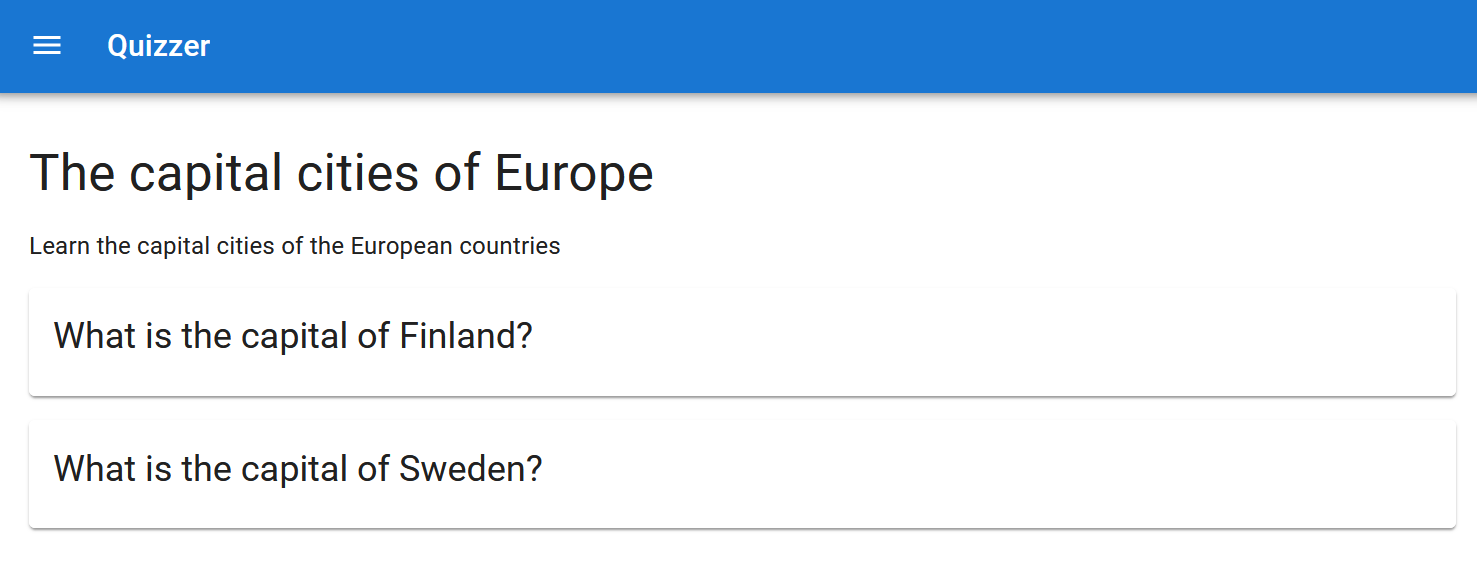 Quizzer
The capital cities of Europe
Learn the capital cities of the European countries
What is the capital of Finland?
What is the capital of Sweden?